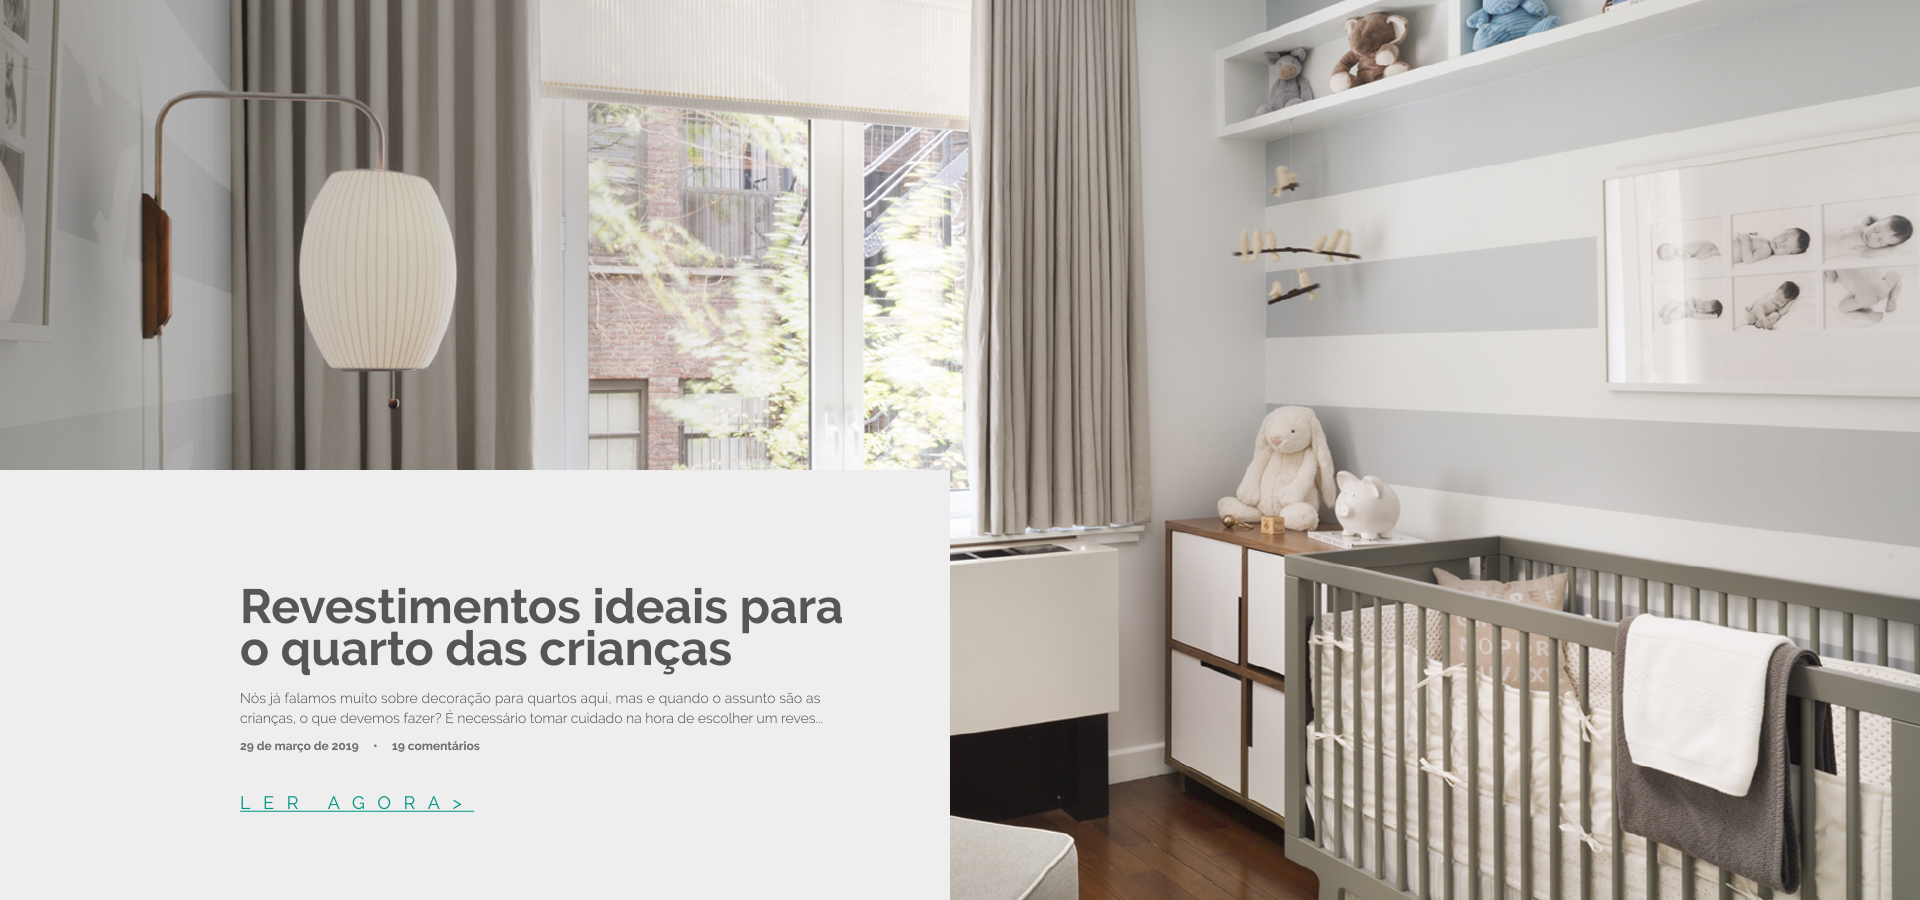 Revestimentos ideais para
o quarto das crianças
Nós já falamos muito sobre decoração para quartos aqui, mas e quando o assunto são as
crianças, o que devemos fazer? É necessário tomar cuidado na hora de escolher um reves...
29 de março de 2019 • 19 comentários
LER AGORA>